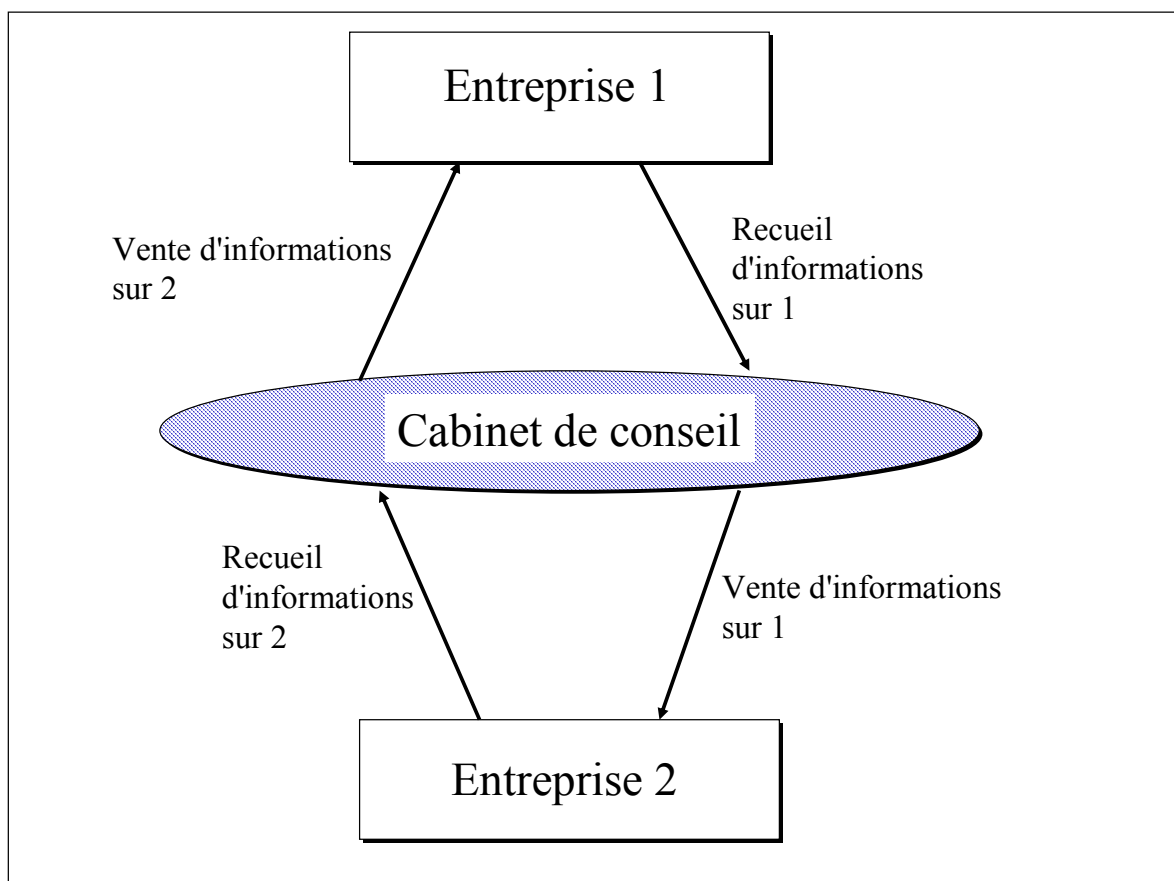 Entreprise 1
Vente d'informations
sur 2
Recueil
d'informations
sur 1
Cabinet de conseil
Recueil
d'informations
sur 2
Vente d'informations
sur 1
Entreprise 2